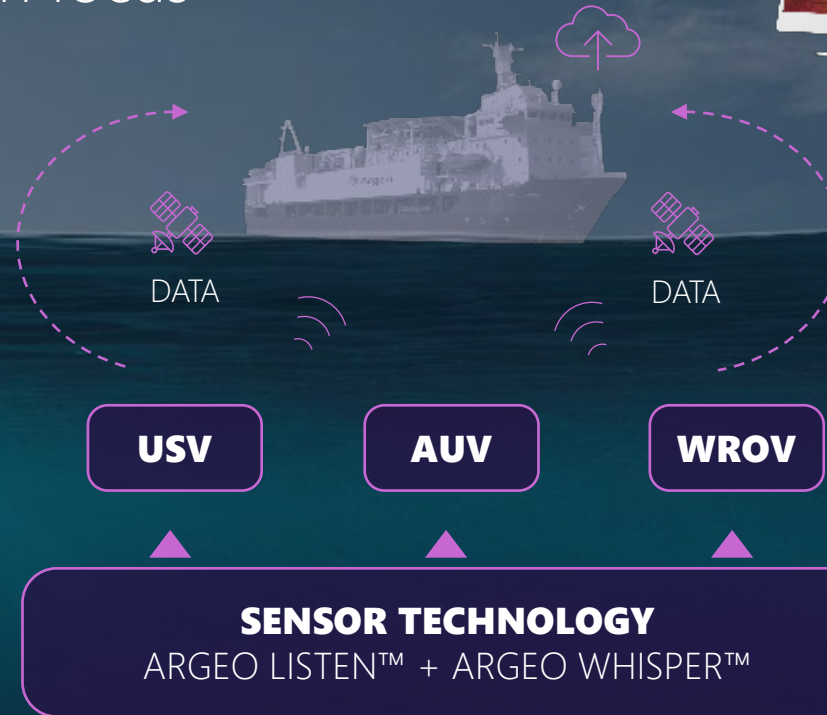 DATA
DATA
USV
AUV
WROV
SENSOR TECHNOLOGY
ARGEO LISTEN™ + ARGEO WHISPER™